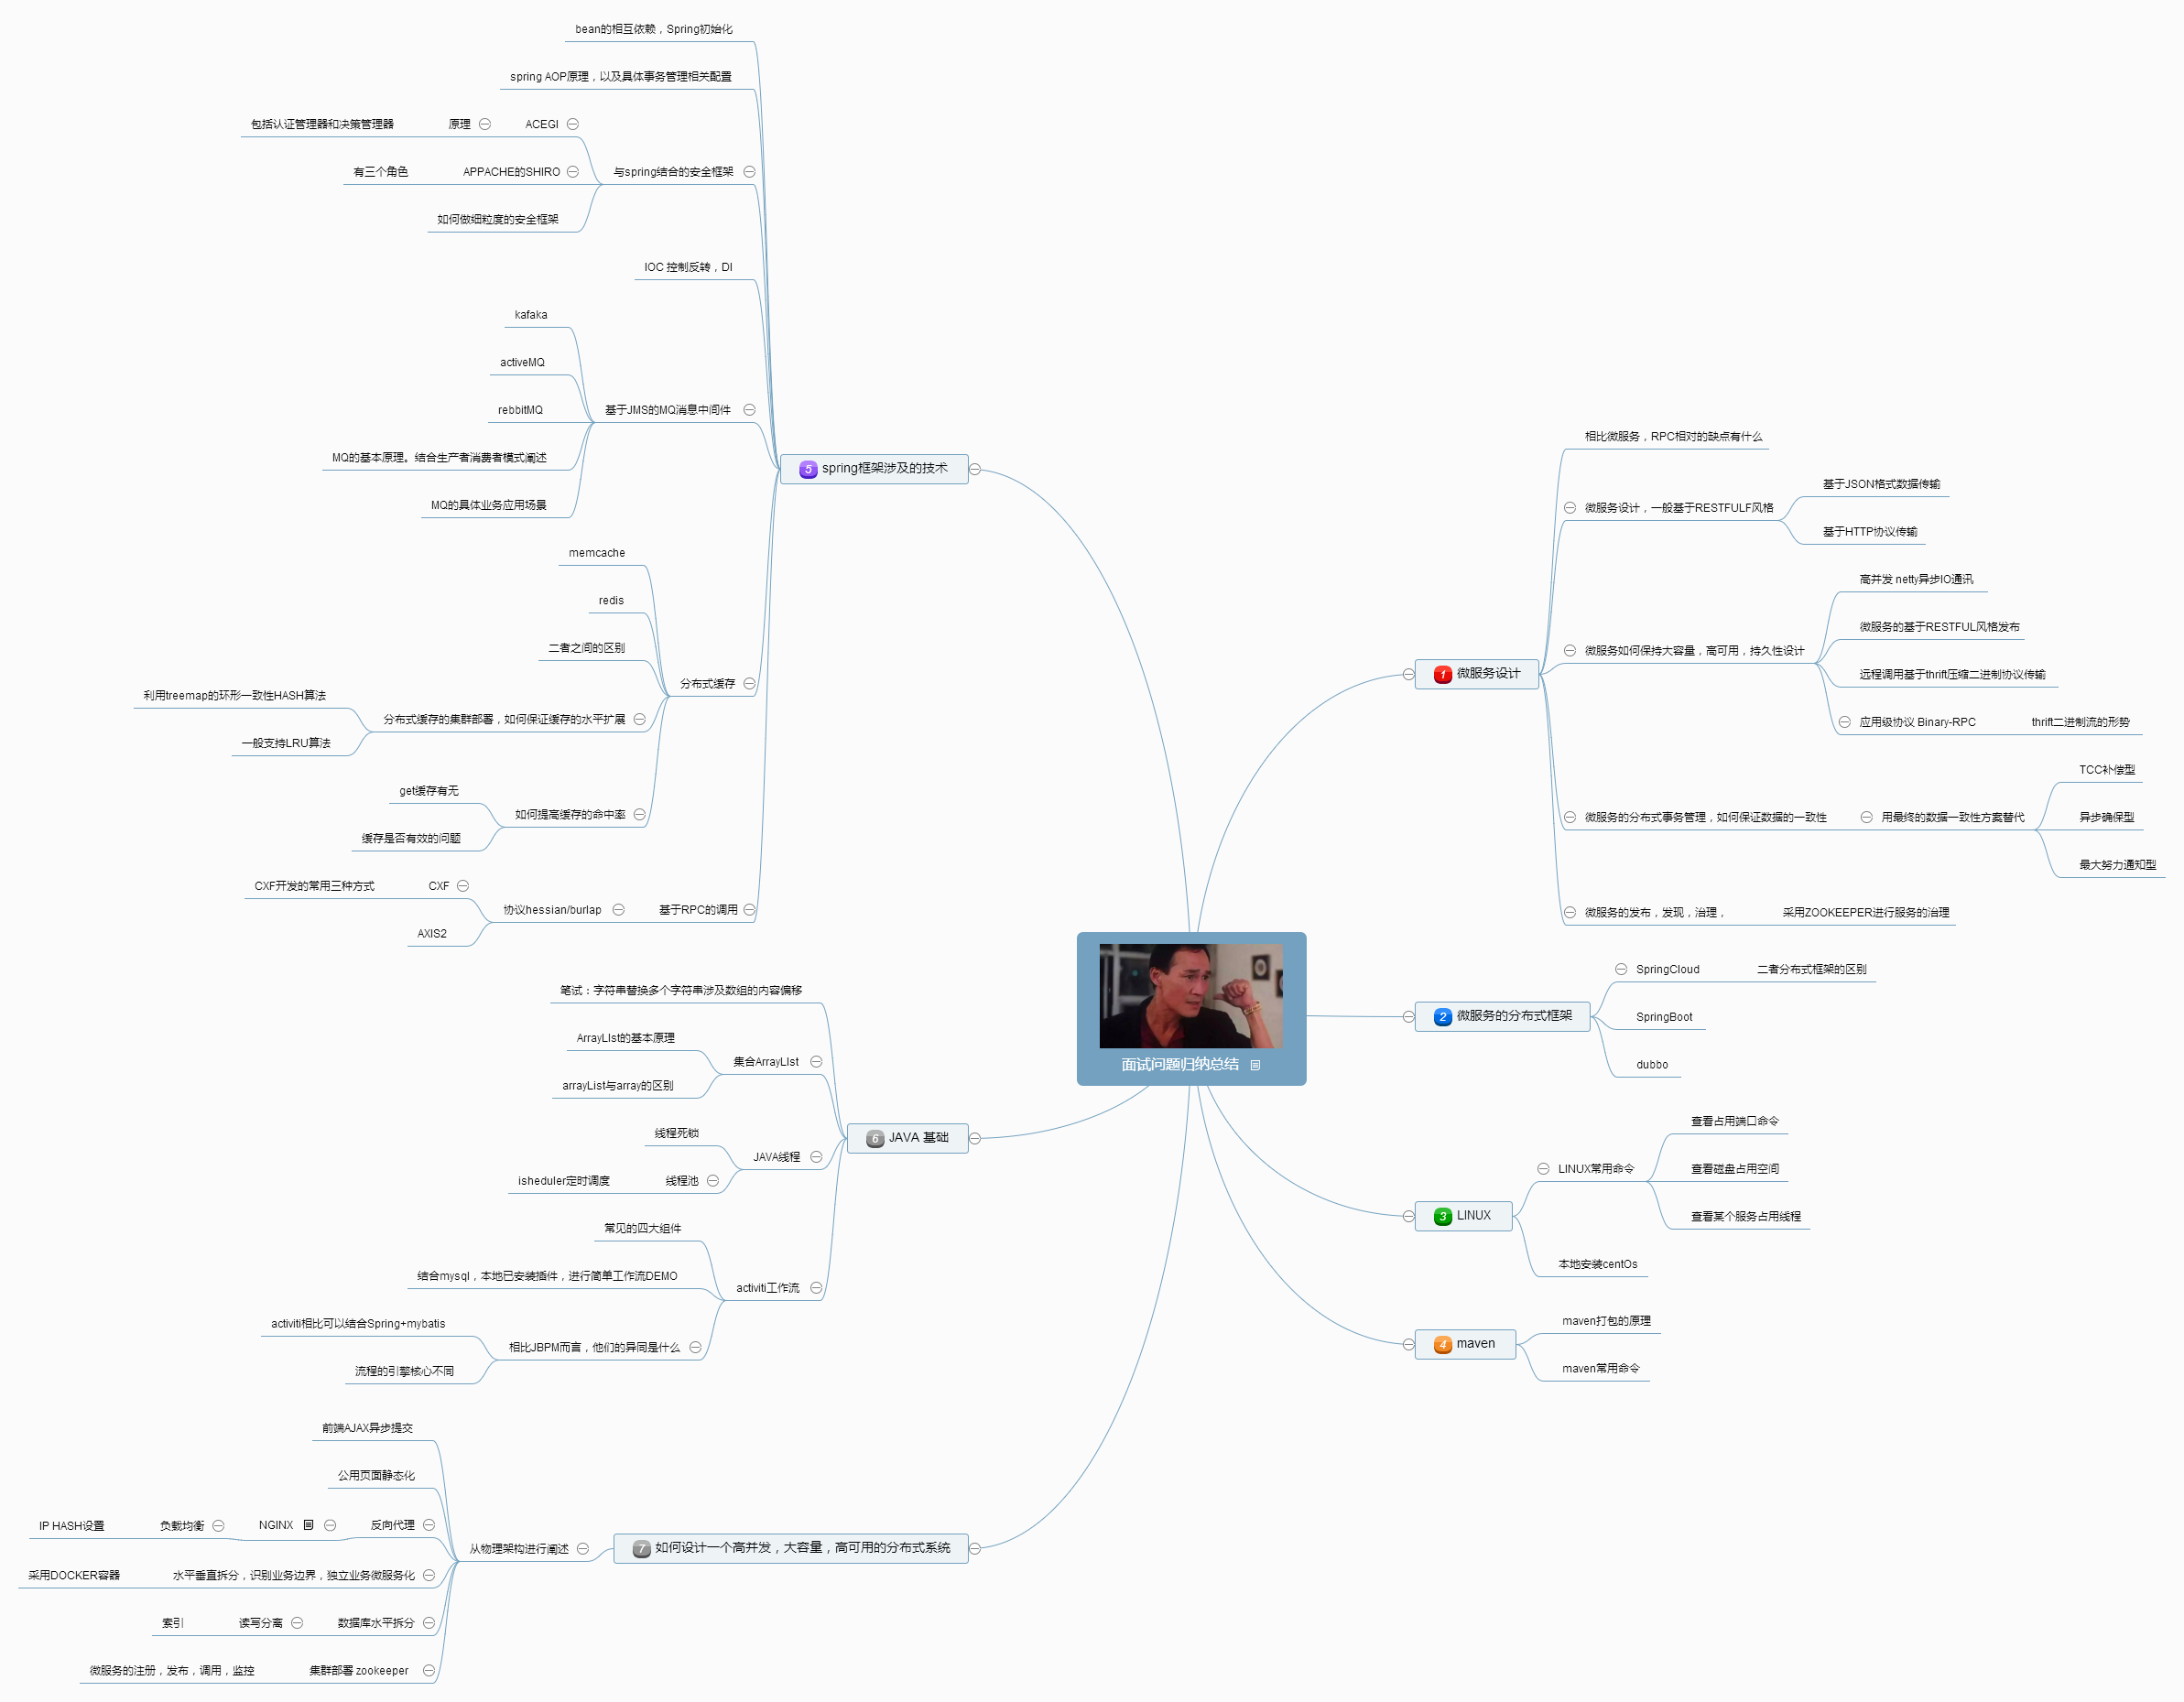 面试问题归纳总结
1 微服务设计
相比微服务，RPC相对的缺点有什么
微服务设计，一般基于RESTFULF风格
基于JSON格式数据传输
基于HTTP协议传输
微服务如何保持大容量，高可用，持久性设计
高并发 netty异步IO通讯
微服务的基于RESTFUL风格发布
远程调用基于thrift压缩二进制协议传输
应用级协议 Binary-RPC
thrift二进制流的形势
微服务的分布式事务管理，如何保证数据的一致性
用最终的数据一致性方案替代
TCC补偿型
异步确保型
最大努力通知型
微服务的发布，发现，治理，
采用ZOOKEEPER进行服务的治理
2 微服务的分布式框架
SpringCloud
二者分布式框架的区别
SpringBoot
dubbo
3 LINUX
LINUX常用命令
查看占用端口命令
查看磁盘占用空间
查看某个服务占用线程
本地安装centOs
4 maven
maven打包的原理
maven常用命令
5 spring框架涉及的技术
bean的相互依赖，Spring初始化
spring AOP原理，以及具体事务管理相关配置
与spring结合的安全框架
ACEGI
原理
包括认证管理器和决策管理器
APPACHE的SHIRO
有三个角色
如何做细粒度的安全框架
IOC 控制反转，DI
基于JMS的MQ消息中间件
kafaka
activeMQ
rebbitMQ
MQ的基本原理。结合生产者消费者模式阐述
MQ的具体业务应用场景
分布式缓存
memcache
redis
二者之间的区别
分布式缓存的集群部署，如何保证缓存的水平扩展
利用treemap的环形一致性HASH算法
一般支持LRU算法
如何提高缓存的命中率
get缓存有无
缓存是否有效的问题
基于RPC的调用
协议hessian/burlap
CXF
CXF开发的常用三种方式
AXIS2
6 JAVA 基础
笔试：字符串替换多个字符串涉及数组的内容偏移
集合ArrayLIst
ArrayLIst的基本原理
arrayList与array的区别
JAVA线程
线程死锁
线程池
isheduler定时调度
activiti工作流
常见的四大组件
结合mysql，本地已安装插件，进行简单工作流DEMO
相比JBPM而言，他们的异同是什么
activiti相比可以结合Spring+mybatis
流程的引擎核心不同
7 如何设计一个高并发，大容量，高可用的分布式系统
从物理架构进行阐述
前端AJAX异步提交
公用页面静态化
反向代理
NGINX
负载均衡
IP HASH设置
水平垂直拆分，识别业务边界，独立业务微服务化
采用DOCKER容器
数据库水平拆分
读写分离
索引
集群部署 zookeeper
微服务的注册，发布，调用，监控